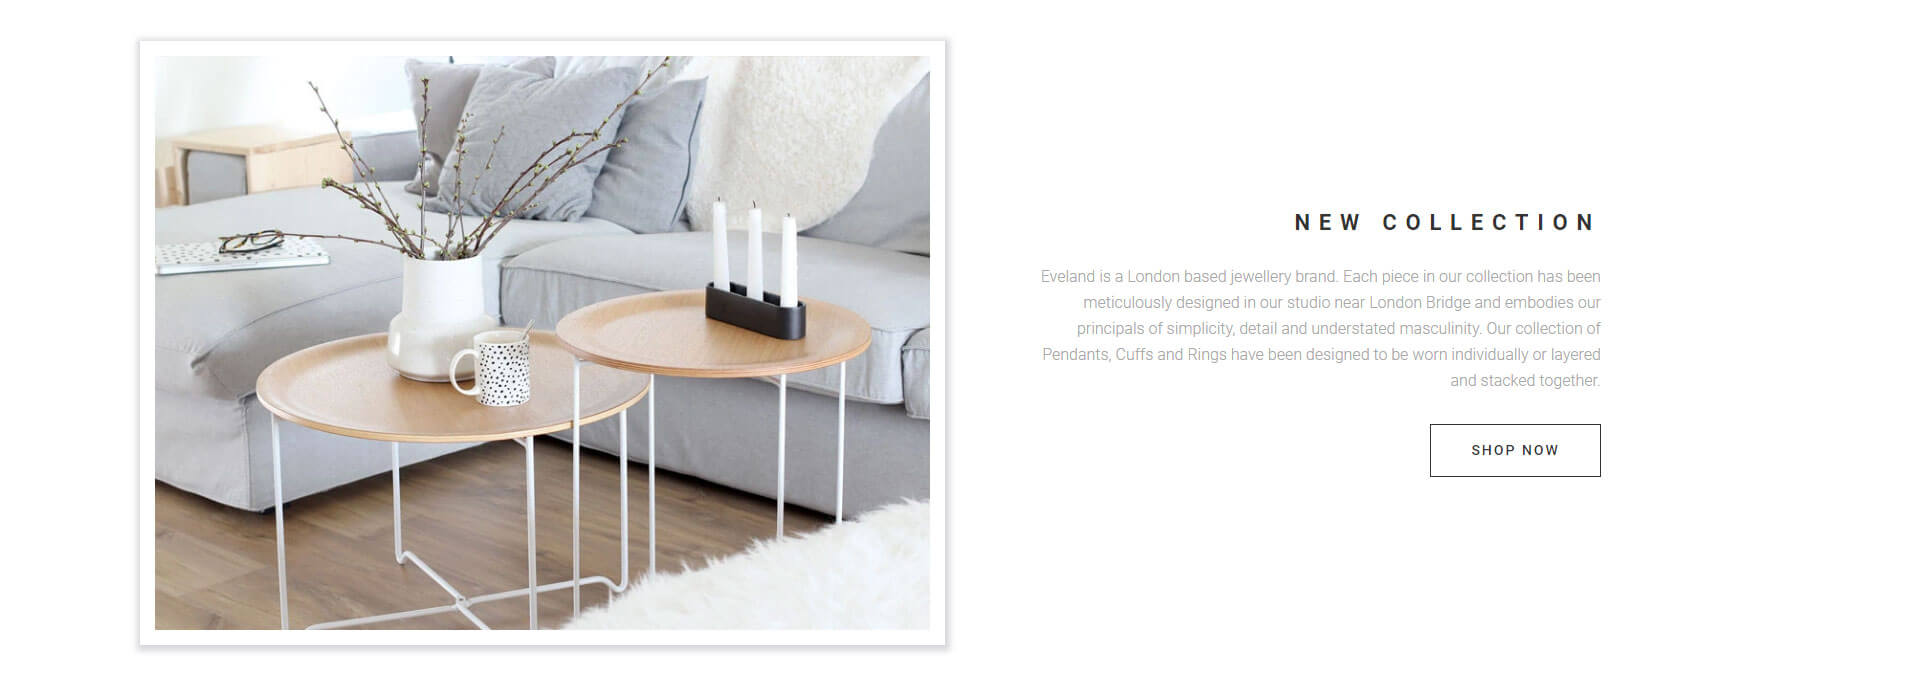 NEW COLLECTION
Eveland is a London based jewellery brand. Each piece in our collection has been
meticulously designed in our studio near London Bridge and embodies our
principals of simplicity, detail and understated masculinity. Our collection of
Pendants, Cuffs and Rings have been designed to be worn individually or layered
and stacked together.
SHOP NOW